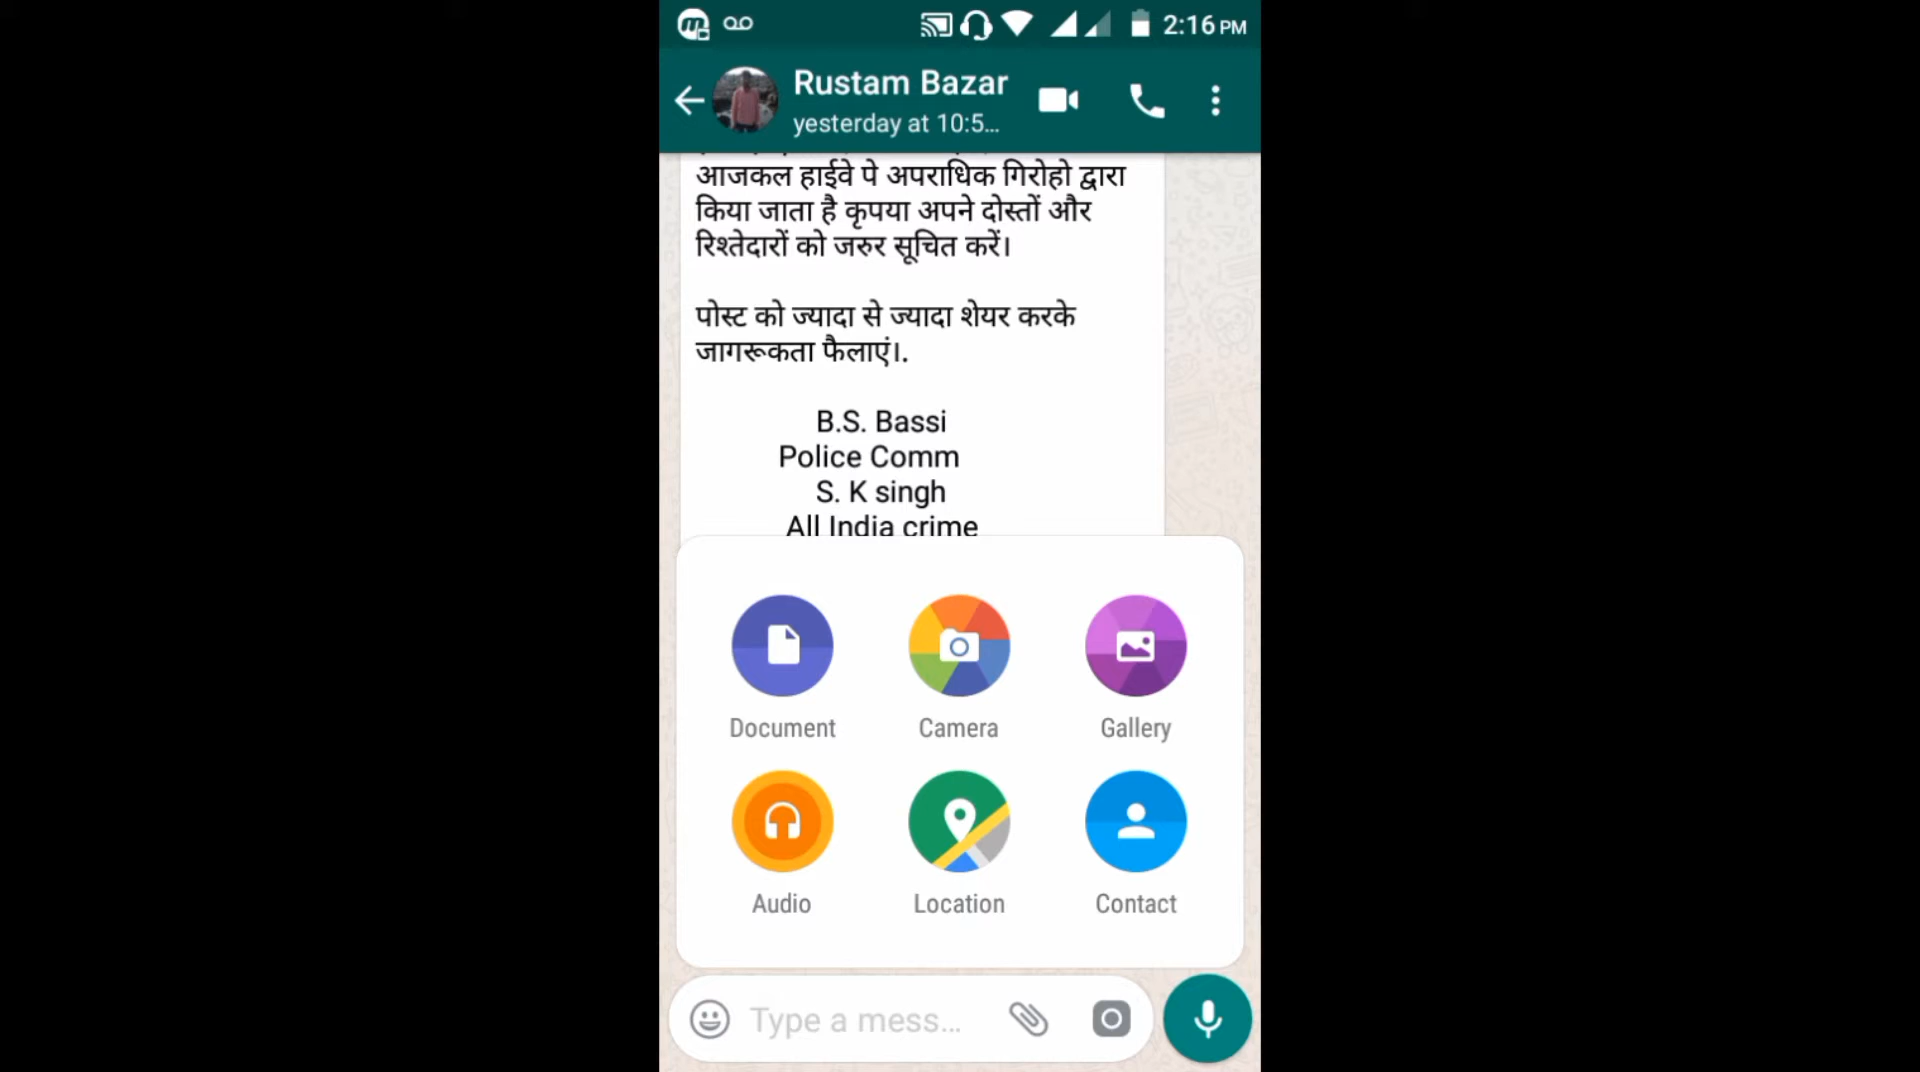 2:16 PM
Rustam Bazar
yesterday at 10:5...
आजकल हाईवे पे अपराधिक गिरोहो द्वारा
किया जाता है कृपया अपने दोस्तों और
रिश्तेदारों को जरुर सूचित करें।
पोस्ट को ज्यादा से ज्यादा शेयर करके
जागरूकता फैलाएं।.
B.S. Bassi
Police Comm
S. K singh
All India crime
Document
Camera
Gallery
Audio
Location
Contact
Type a mess...